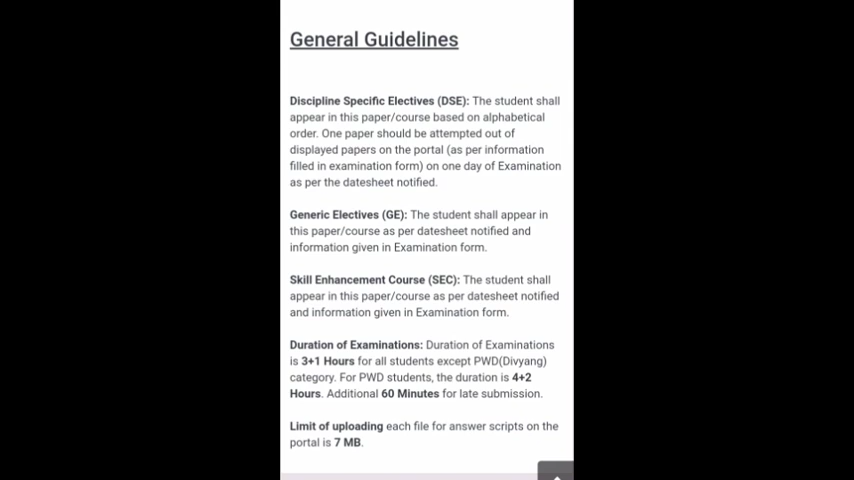 General Guidelines
Discipline Specific Electives (DSE): The student shall
appear in this paper/course based on alphabetical
order. One paper should be attempted out of
displayed papers on the portal (as per information
filled in examination form) on one day of Examination
as per the datesheet notified.
Generic Electives (GE): The student shall appear in
this paper/course as per datesheet notified and
information given in Examination form.
Skill Enhancement Course (SEC): The student shall
appear in this paper/course as per datesheet notified
and information given in Examination form.
Duration of Examinations: Duration of Examinations
is 3+1 Hours for all students except PWD(Divyang)
category. For PWD students, the duration is 4+2
Hours. Additional 60 Minutes for late submission.
Limit of uploading each file for answer scripts on the
portal is 7 MB.